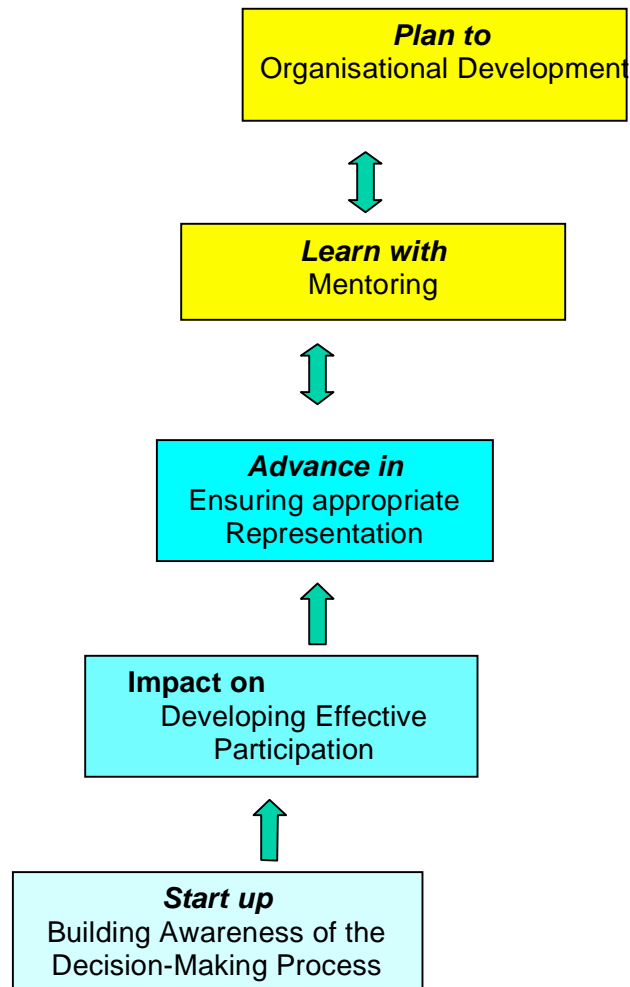 Plan to
Organisational Development
Learn with
Mentoring
Advance in
Ensuring appropriate
Representation
Impact on
Developing Effective
Participation
Start up
Building Awareness of the
Decision-Making Process